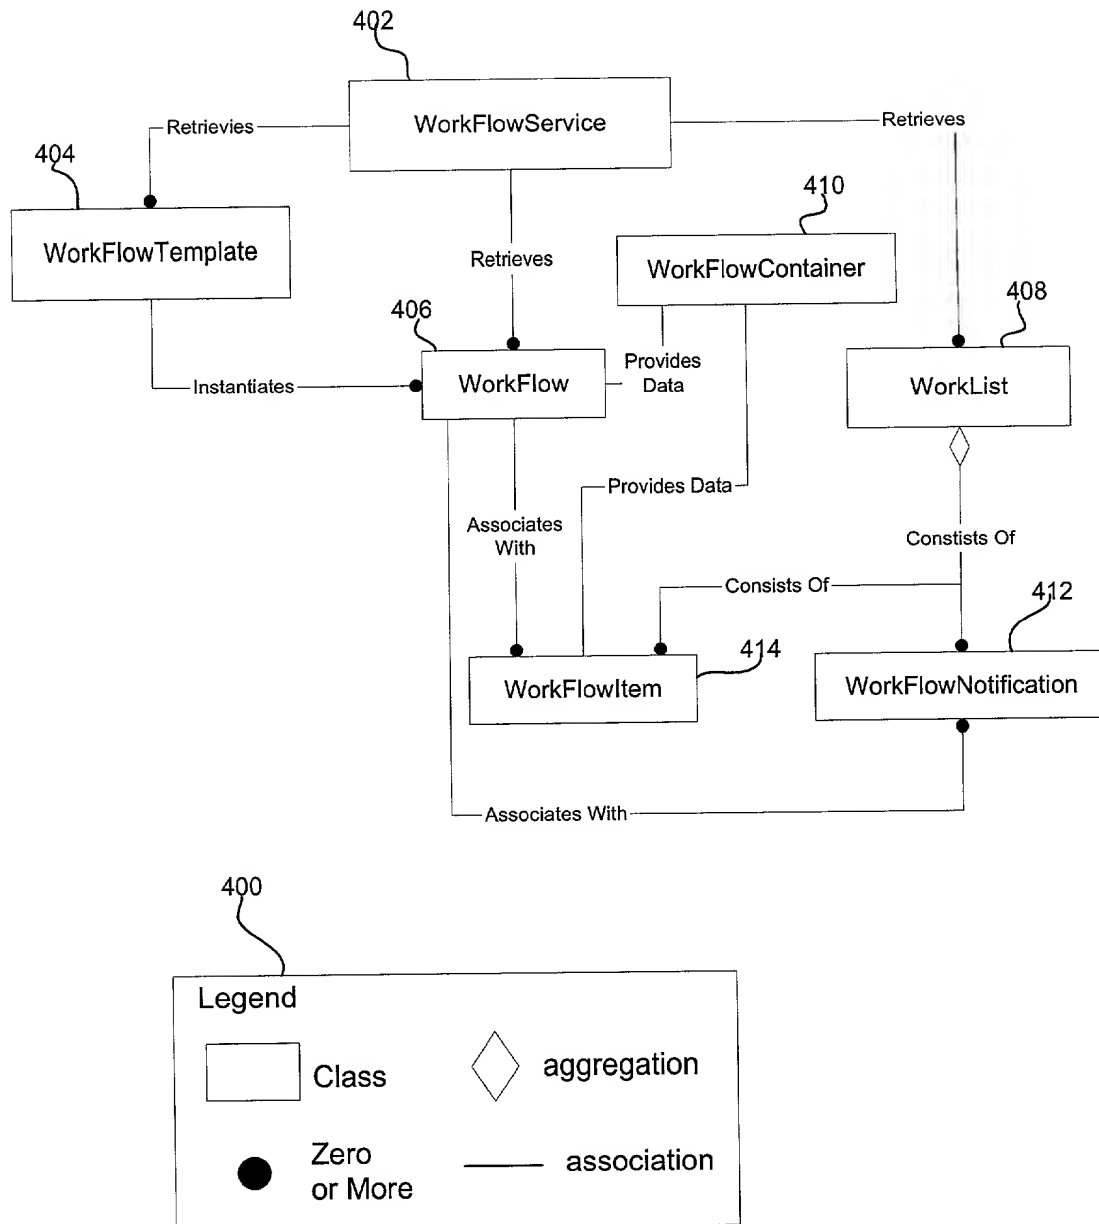 402
WorkFlowService
Retrievies
Retrieves
404
WorkFlowTemplate
410
WorkFlowContainer
Retrieves
408
406
WorkFlow
Provides
Data
WorkList
Instantiates
Provides Data
Associates
With
Constists Of
Consists Of
412
414
WorkFlowItem
WorkFlowNotification
Associates With
400
Legend
Class
aggregation
Zero
or More
association